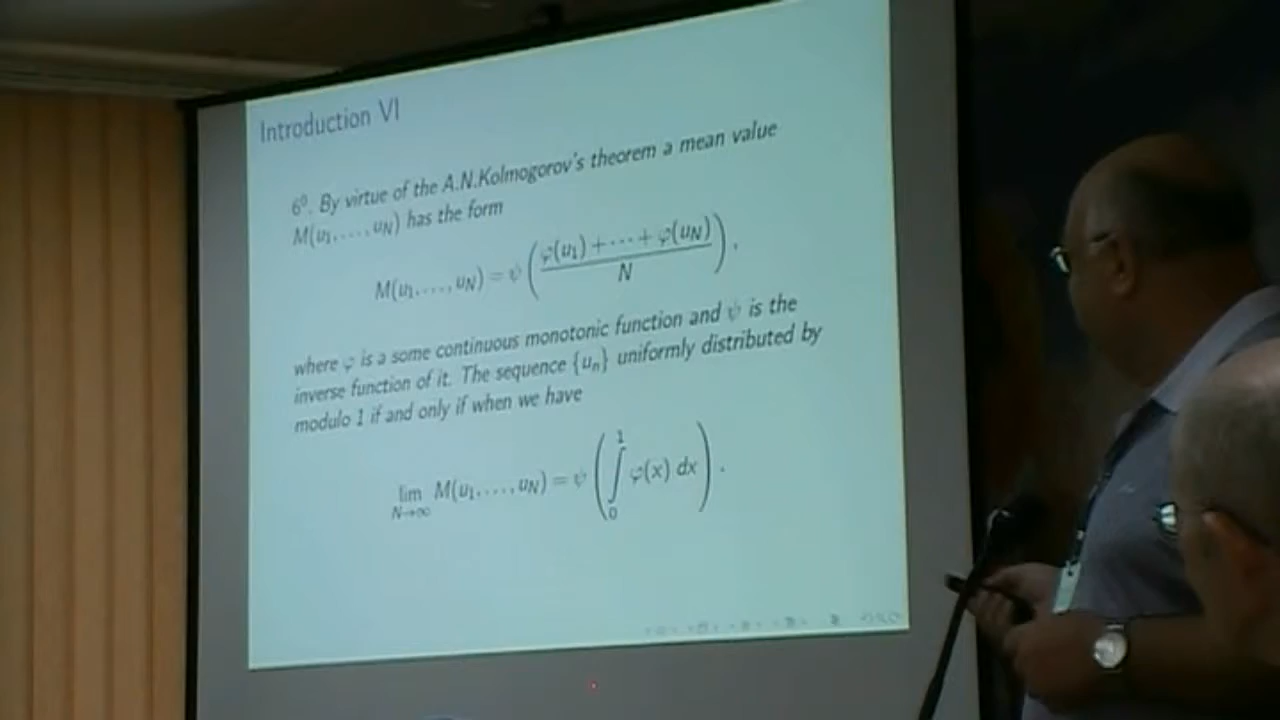 Introduction VI
6⁰. By virtue of the A.N.Kolmogorov's theorem a mean value
M(u₁, ..., u_N) has the form
M(u₁, ..., u_N) = ψ ( (φ(u₁) + ··· + φ(u_N)) / N ) ,
where φ is a some continuous monotonic function and ψ is the
inverse function of it. The sequence {u_n} uniformly distributed by
modulo 1 if and only if when we have
lim_{N→∞} M(u₁, ..., u_N) = ψ ( ∫₀¹ φ(x) dx ) .